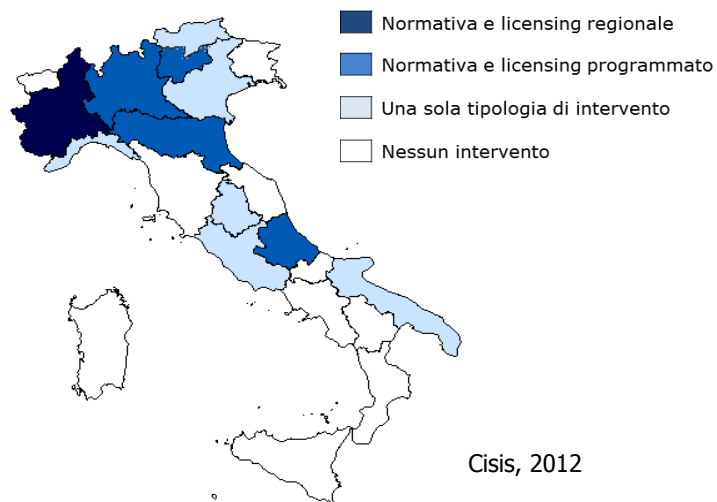 Normativa e licensing regionale
Normativa e licensing programmato
Una sola tipologia di intervento
Nessun intervento
Cisis, 2012